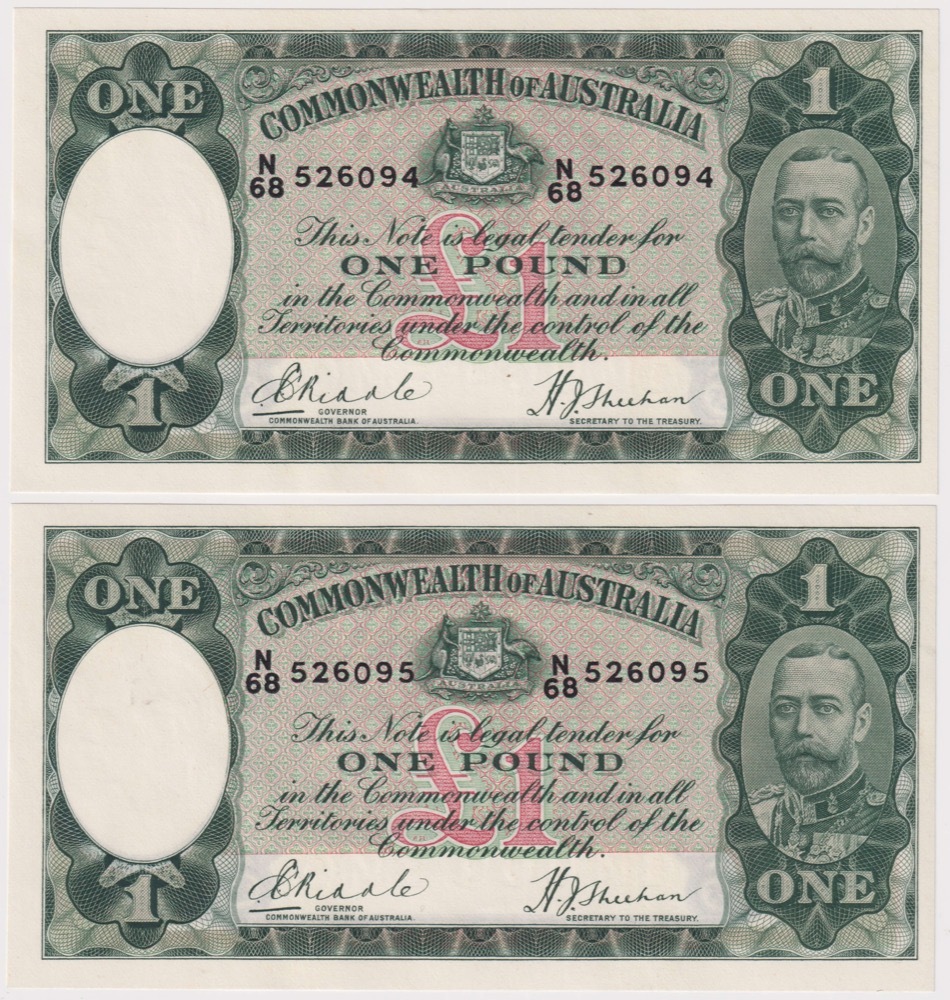 ONE
1
COMMONWEALTH OF AUSTRALIA
N/68 526094 N/68 526094
AUSTRALIA
£1
This Note is legal tender for
ONE POUND
in the Commonwealth and in all
Territories under the control of the
Commonwealth.
E Riddle H.J. Sheehan
GOVERNOR
COMMONWEALTH BANK OF AUSTRALIA. SECRETARY TO THE TREASURY.
1
ONE
ONE
1
COMMONWEALTH OF AUSTRALIA
N/68 526095 N/68 526095
AUSTRALIA
£1
This Note is legal tender for
ONE POUND
in the Commonwealth and in all
Territories under the control of the
Commonwealth.
E Riddle H.J. Sheehan
GOVERNOR
COMMONWEALTH BANK OF AUSTRALIA. SECRETARY TO THE TREASURY.
1
ONE